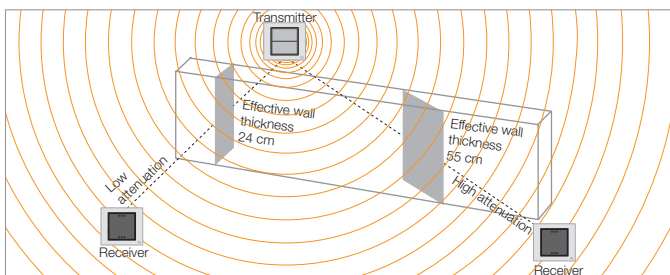 Transmitter
Effective wall
thickness
24 cm
Effective wall
thickness
55 cm
Low
attenuation
High attenuation
Receiver
Receiver